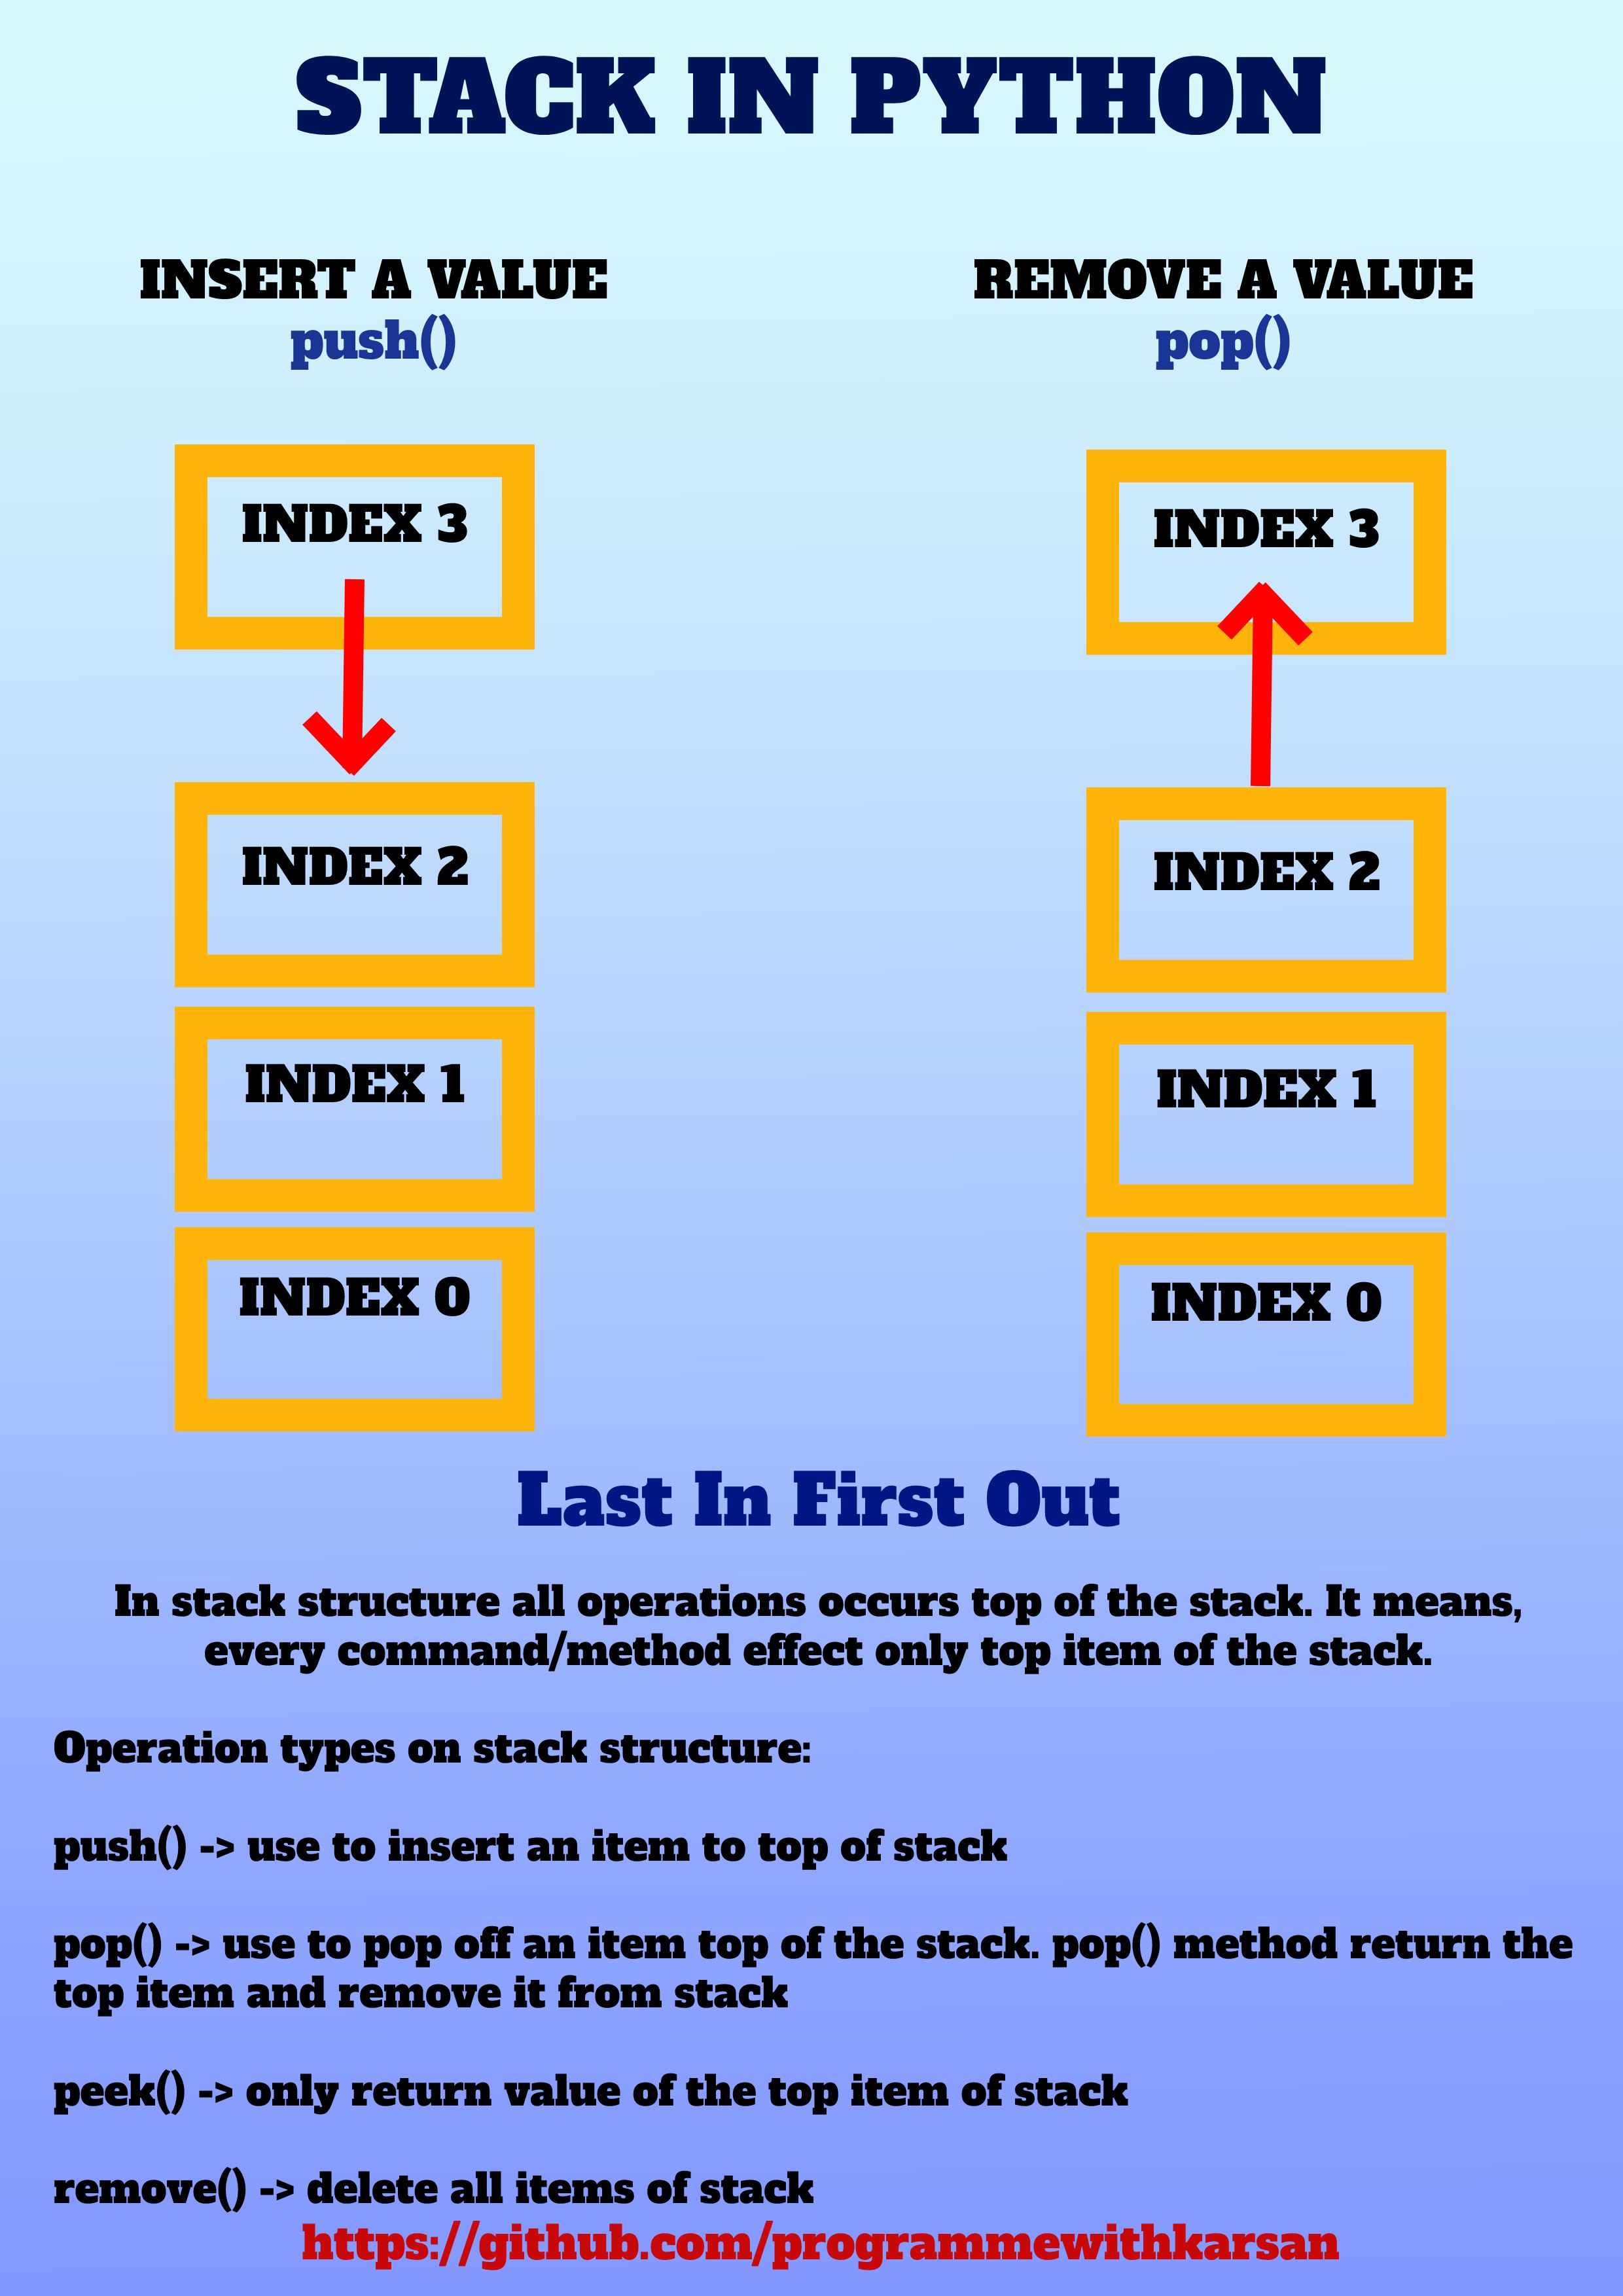 STACK IN PYTHON
INSERT A VALUE
push()
INDEX 3
INDEX 2
INDEX 1
INDEX 0
REMOVE A VALUE
pop()
INDEX 3
INDEX 2
INDEX 1
INDEX 0
Last In First Out
In stack structure all operations occurs top of the stack. It means,
every command/method effect only top item of the stack.
Operation types on stack structure:
push() -> use to insert an item to top of stack
pop() -> use to pop off an item top of the stack. pop() method return the
top item and remove it from stack
peek() -> only return value of the top item of stack
remove() -> delete all items of stack
https://github.com/programmewithkarsan